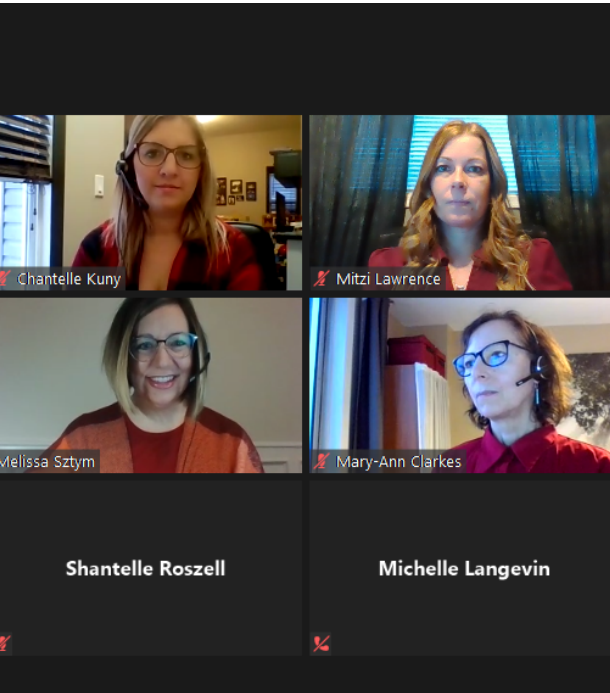 Chantelle Kuny
Mitzi Lawrence
Melissa Sztym
Mary-Ann Clarkes
Shantelle Roszell
Michelle Langevin